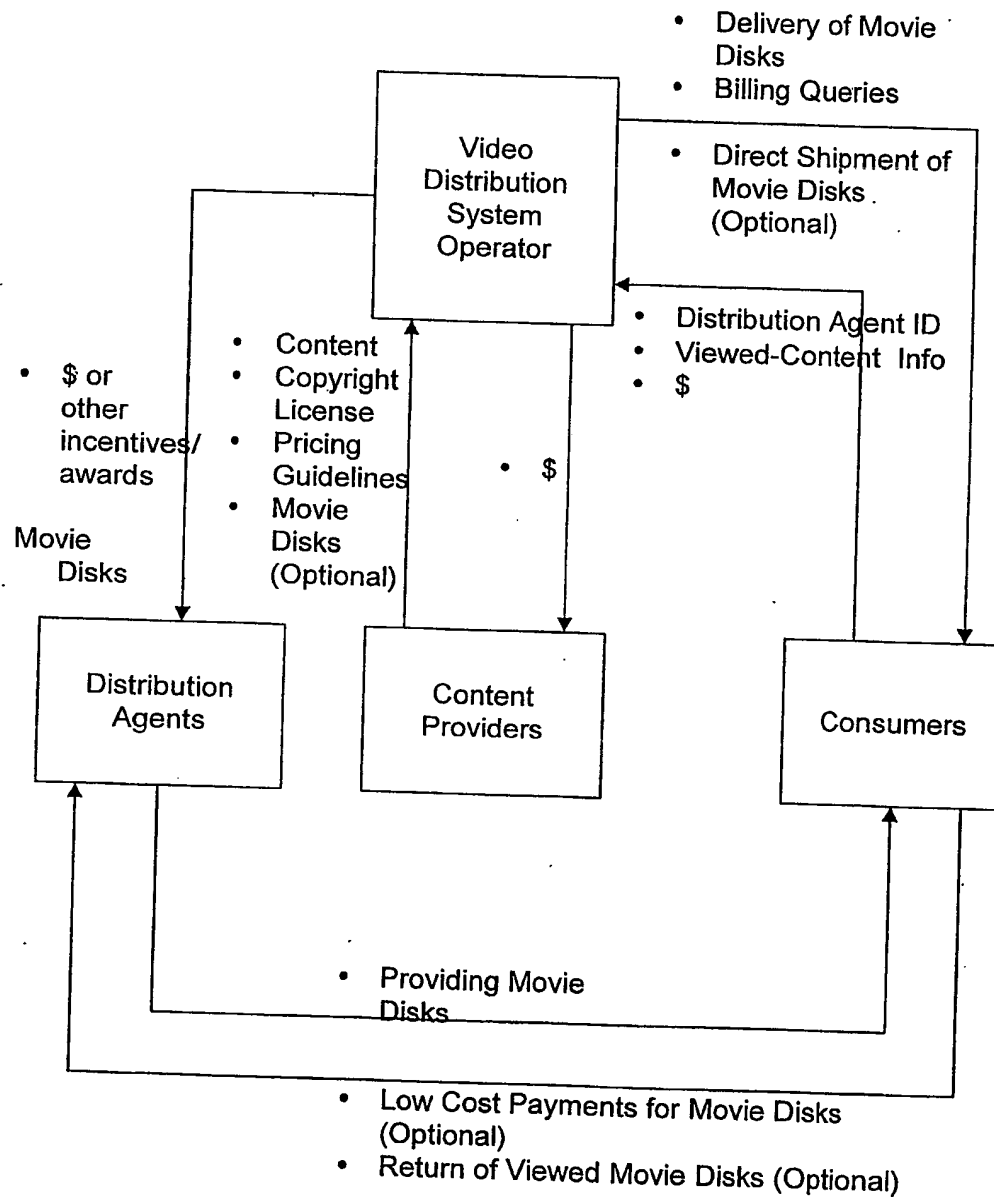 • Delivery of Movie
Disks
• Billing Queries
• Direct Shipment of
Movie Disks
(Optional)
Video
Distribution
System
Operator
• Distribution Agent ID
• Viewed-Content Info
• $
• $ or
other
incentives/
awards
Movie
Disks
• Content
• Copyright
License
• Pricing
Guidelines
• Movie
Disks
(Optional)
• $
Distribution
Agents
Content
Providers
Consumers
• Providing Movie
Disks
• Low Cost Payments for Movie Disks
(Optional)
• Return of Viewed Movie Disks (Optional)